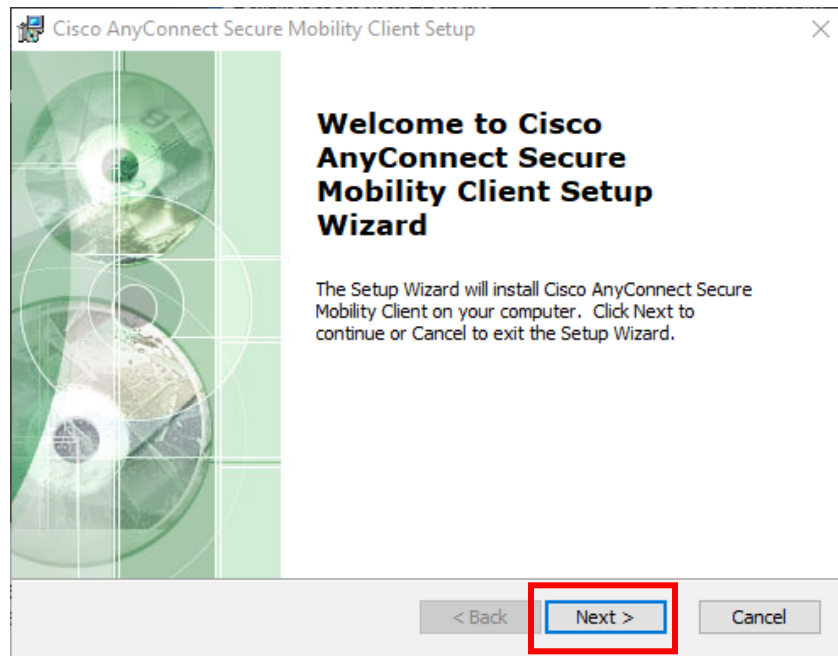 Cisco AnyConnect Secure Mobility Client Setup
Welcome to Cisco
AnyConnect Secure
Mobility Client Setup
Wizard
The Setup Wizard will install Cisco AnyConnect Secure
Mobility Client on your computer.  Click Next to
continue or Cancel to exit the Setup Wizard.
< Back
Next >
Cancel